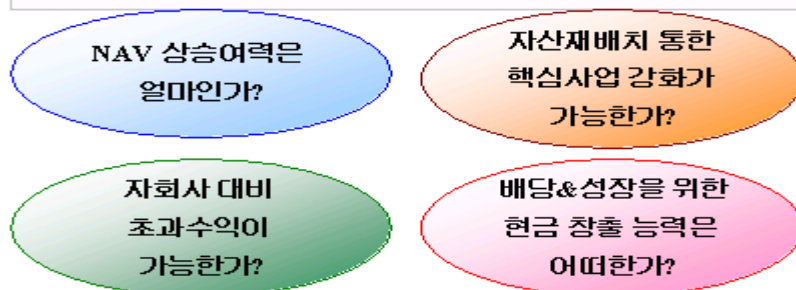 NAV 상승여력은
얼마인가?
자산재배치 통한
핵심사업 강화가
가능한가?
자회사 대비
초과수익이
가능한가?
배당&성장을 위한
현금 창출 능력은
어떠한가?